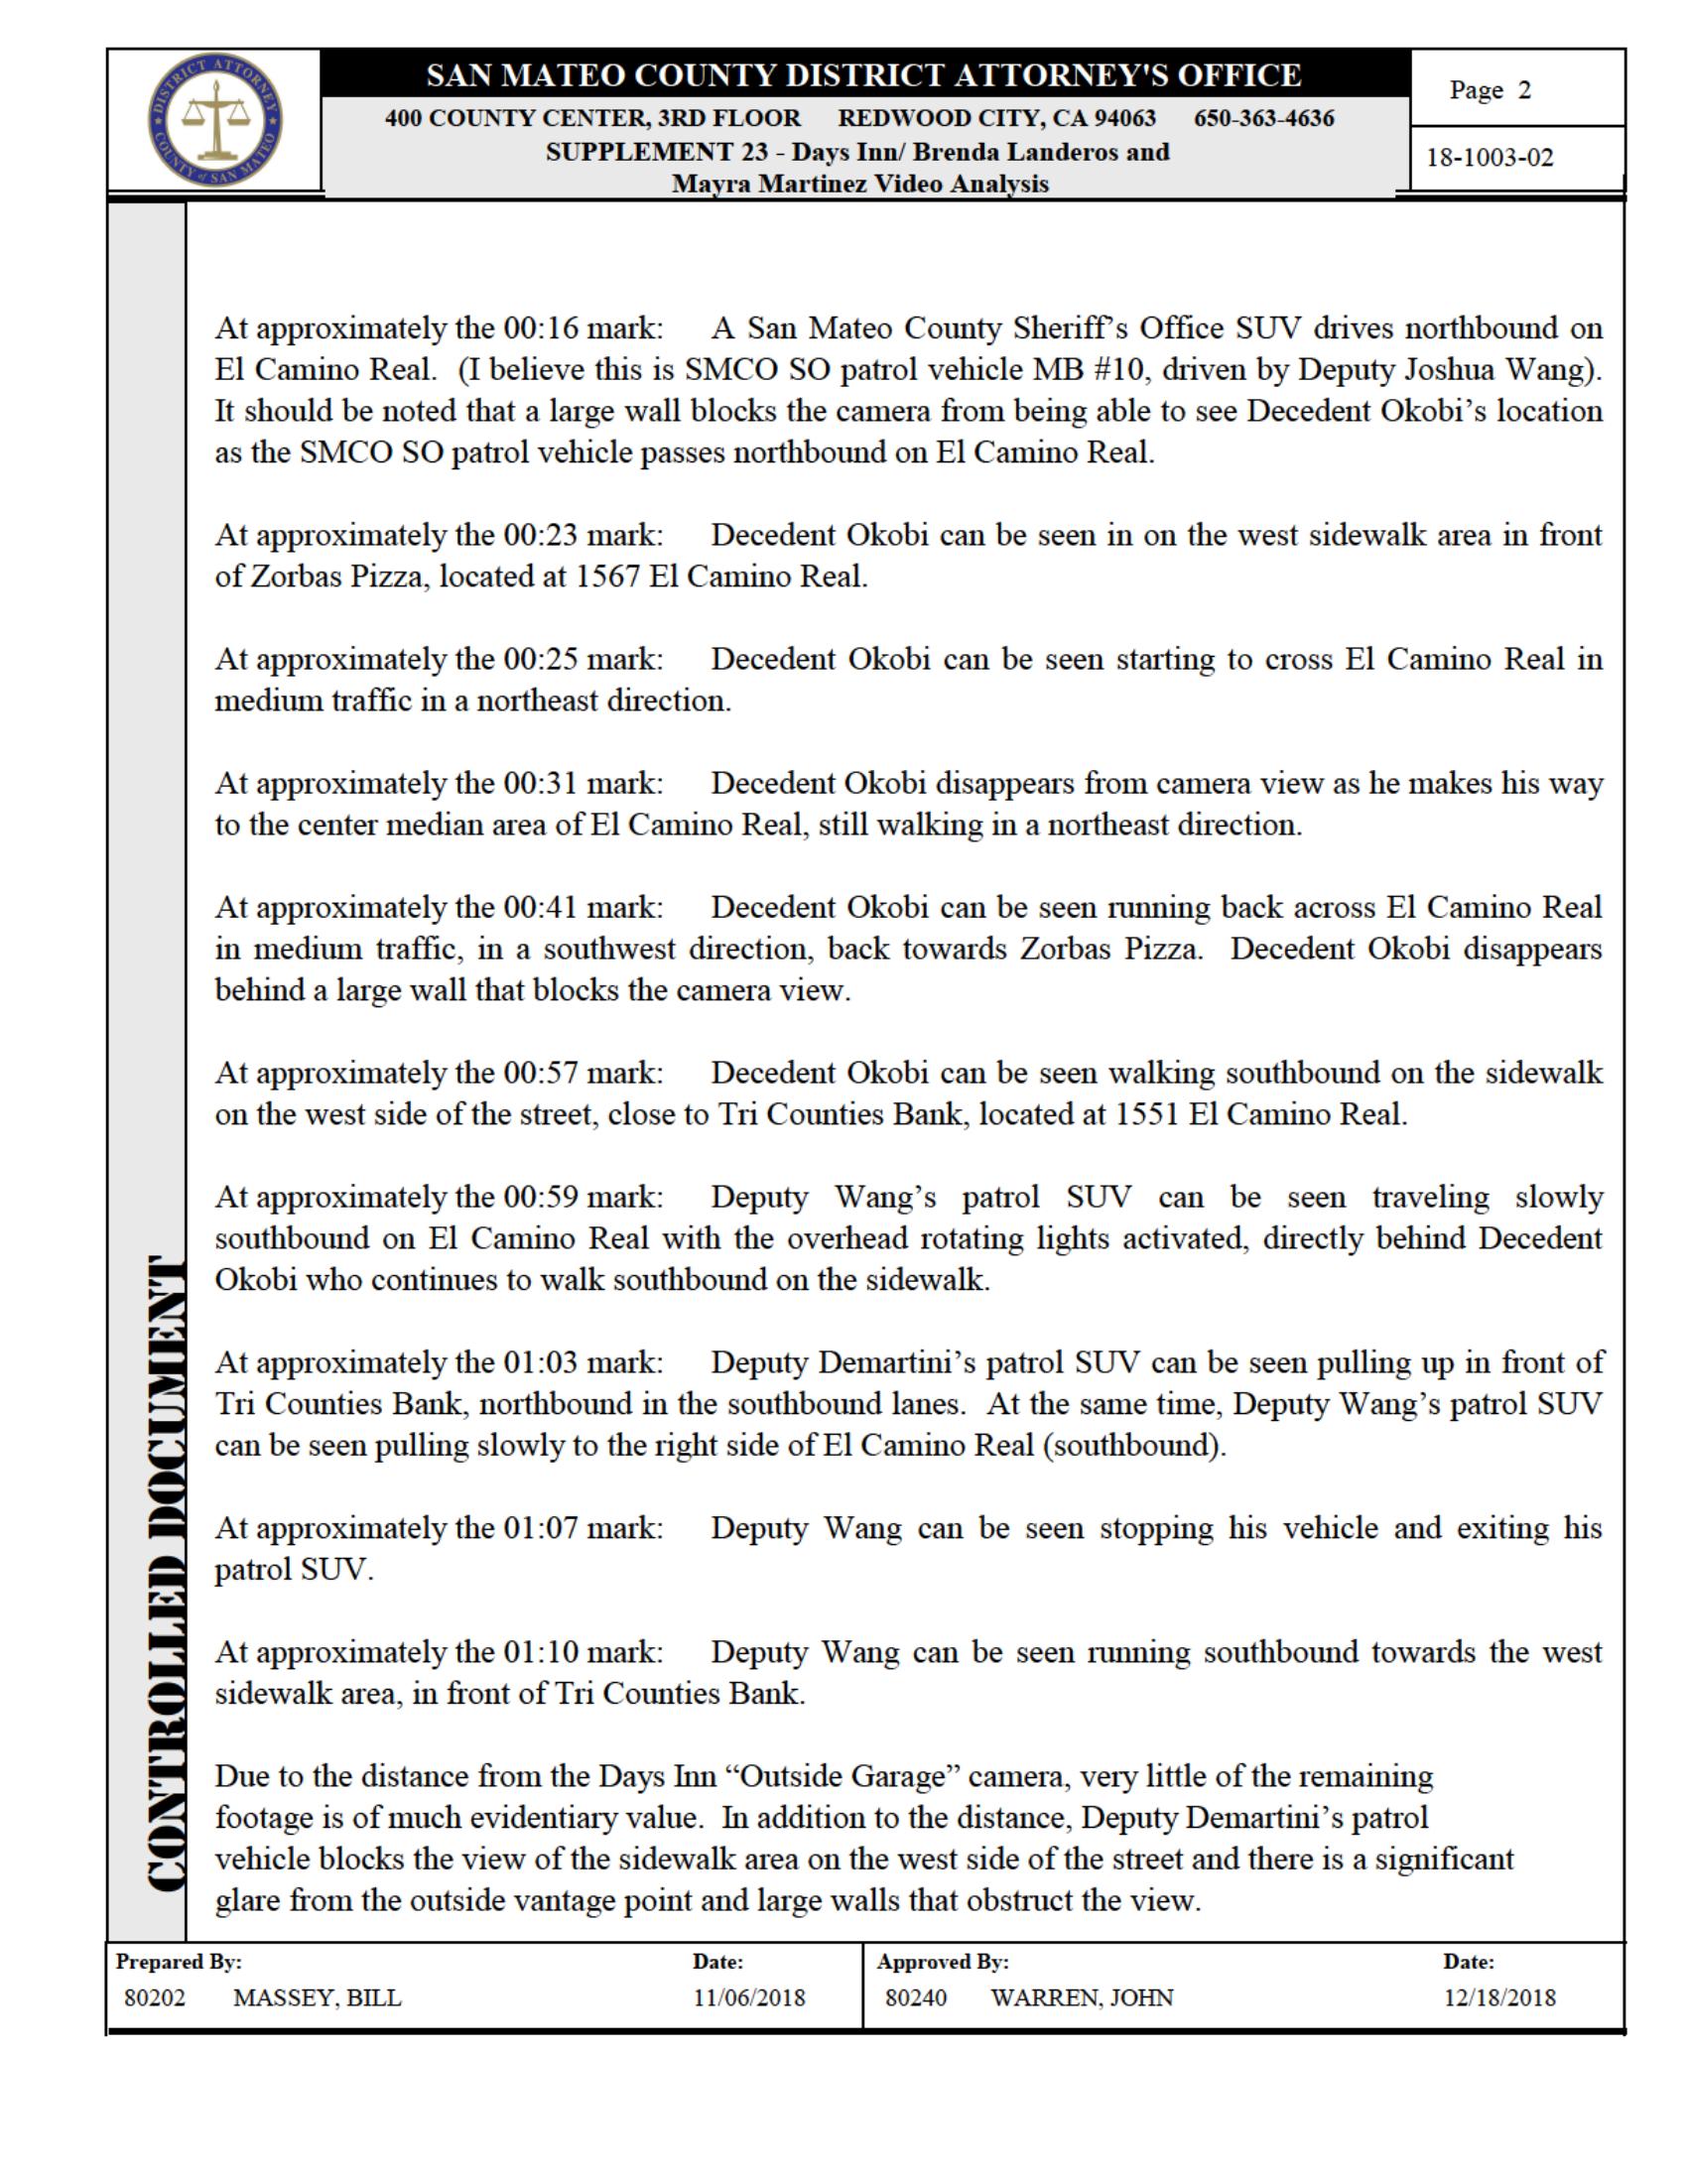 DISTRICT ATTORNEY
COUNTY of SAN MATEO
SAN MATEO COUNTY DISTRICT ATTORNEY'S OFFICE
400 COUNTY CENTER, 3RD FLOOR REDWOOD CITY, CA 94063 650-363-4636
SUPPLEMENT 23 - Days Inn/ Brenda Landeros and
Mayra Martinez Video Analysis
Page 2
18-1003-02
At approximately the 00:16 mark: A San Mateo County Sheriff’s Office SUV drives northbound on
El Camino Real. (I believe this is SMCO SO patrol vehicle MB #10, driven by Deputy Joshua Wang).
It should be noted that a large wall blocks the camera from being able to see Decedent Okobi’s location
as the SMCO SO patrol vehicle passes northbound on El Camino Real.
At approximately the 00:23 mark: Decedent Okobi can be seen in on the west sidewalk area in front
of Zorbas Pizza, located at 1567 El Camino Real.
At approximately the 00:25 mark: Decedent Okobi can be seen starting to cross El Camino Real in
medium traffic in a northeast direction.
At approximately the 00:31 mark: Decedent Okobi disappears from camera view as he makes his way
to the center median area of El Camino Real, still walking in a northeast direction.
At approximately the 00:41 mark: Decedent Okobi can be seen running back across El Camino Real
in medium traffic, in a southwest direction, back towards Zorbas Pizza. Decedent Okobi disappears
behind a large wall that blocks the camera view.
At approximately the 00:57 mark: Decedent Okobi can be seen walking southbound on the sidewalk
on the west side of the street, close to Tri Counties Bank, located at 1551 El Camino Real.
At approximately the 00:59 mark: Deputy Wang’s patrol SUV can be seen traveling slowly
southbound on El Camino Real with the overhead rotating lights activated, directly behind Decedent
Okobi who continues to walk southbound on the sidewalk.
At approximately the 01:03 mark: Deputy Demartini’s patrol SUV can be seen pulling up in front of
Tri Counties Bank, northbound in the southbound lanes. At the same time, Deputy Wang’s patrol SUV
can be seen pulling slowly to the right side of El Camino Real (southbound).
At approximately the 01:07 mark: Deputy Wang can be seen stopping his vehicle and exiting his
patrol SUV.
At approximately the 01:10 mark: Deputy Wang can be seen running southbound towards the west
sidewalk area, in front of Tri Counties Bank.
Due to the distance from the Days Inn “Outside Garage” camera, very little of the remaining
footage is of much evidentiary value. In addition to the distance, Deputy Demartini’s patrol
vehicle blocks the view of the sidewalk area on the west side of the street and there is a significant
glare from the outside vantage point and large walls that obstruct the view.
CONTROLLED DOCUMENT
Prepared By: Date: Approved By: Date:
80202 MASSEY, BILL 11/06/2018 80240 WARREN, JOHN 12/18/2018